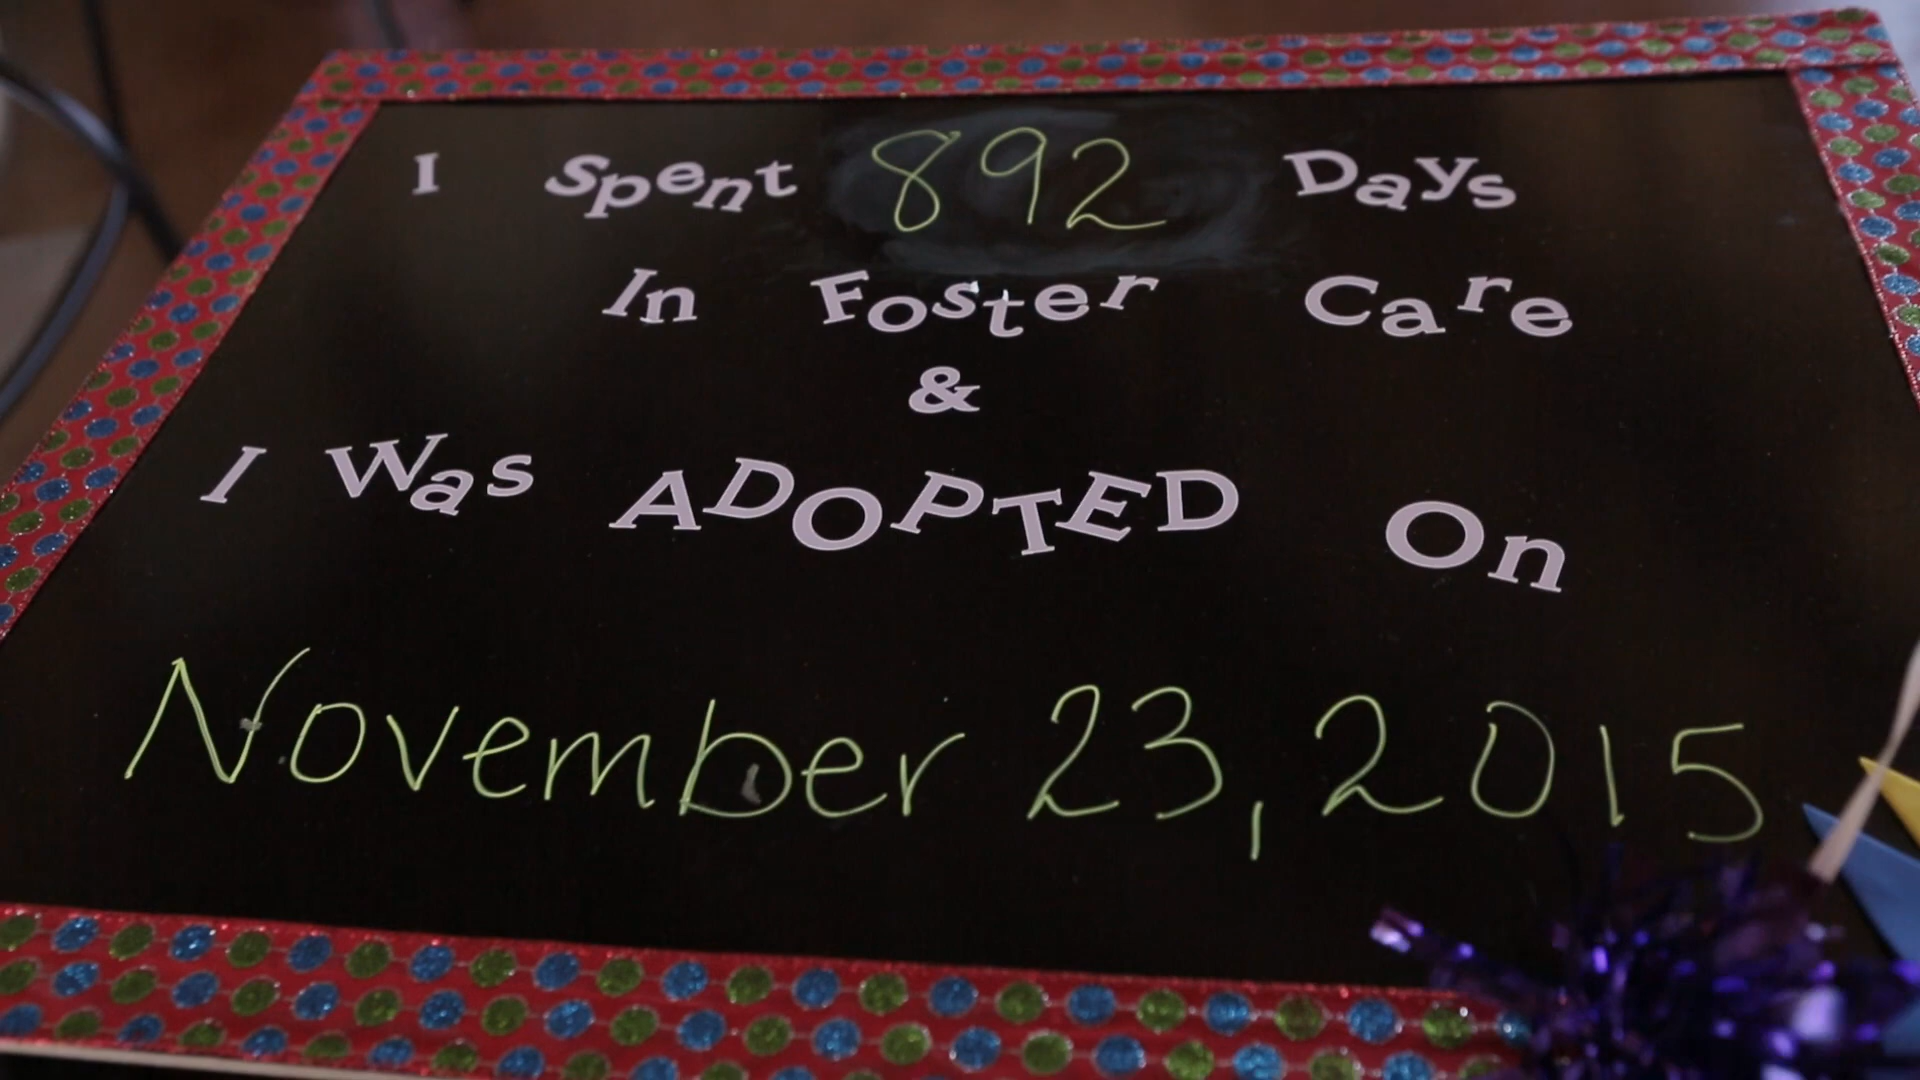 I Spent 892 Days
In Foster Care
&
I Was ADOPTED On
November 23, 2015